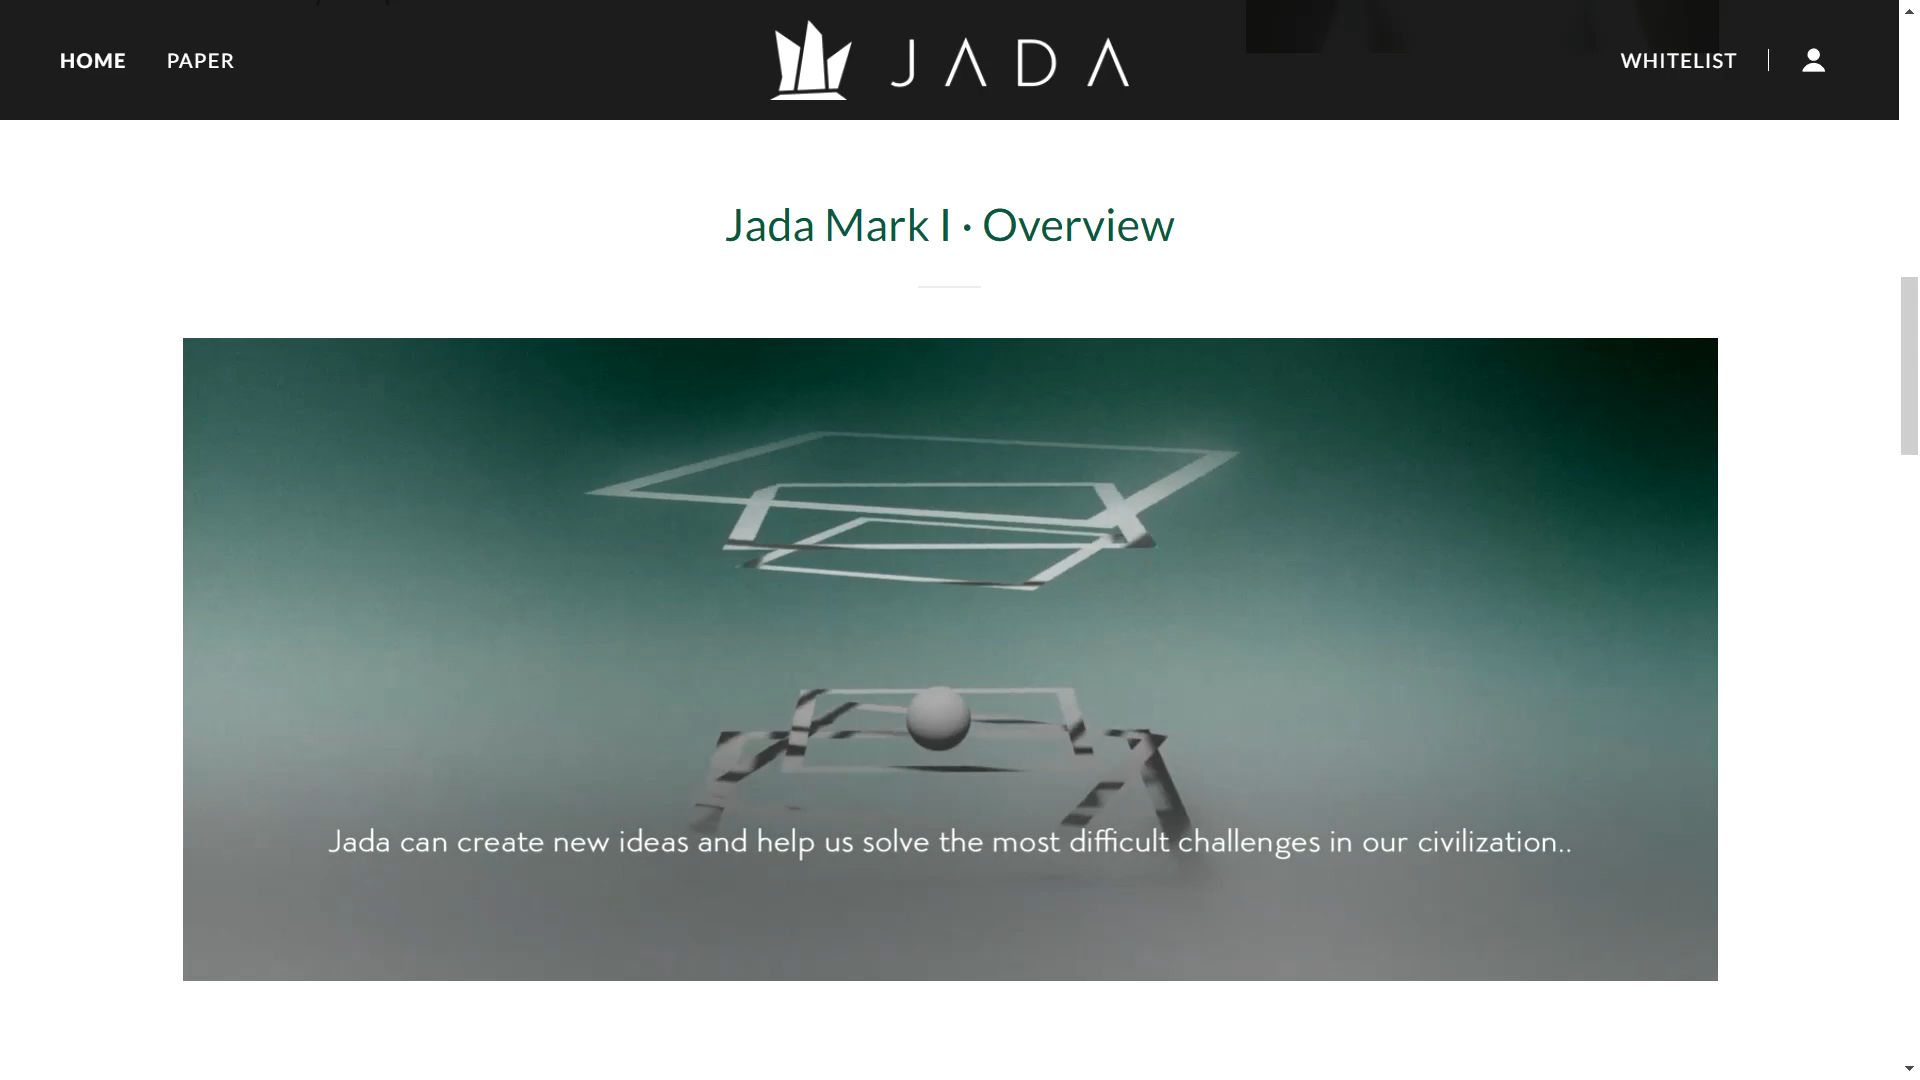 HOME
PAPER
JADA
WHITELIST
Jada Mark I · Overview
Jada can create new ideas and help us solve the most difficult challenges in our civilization..